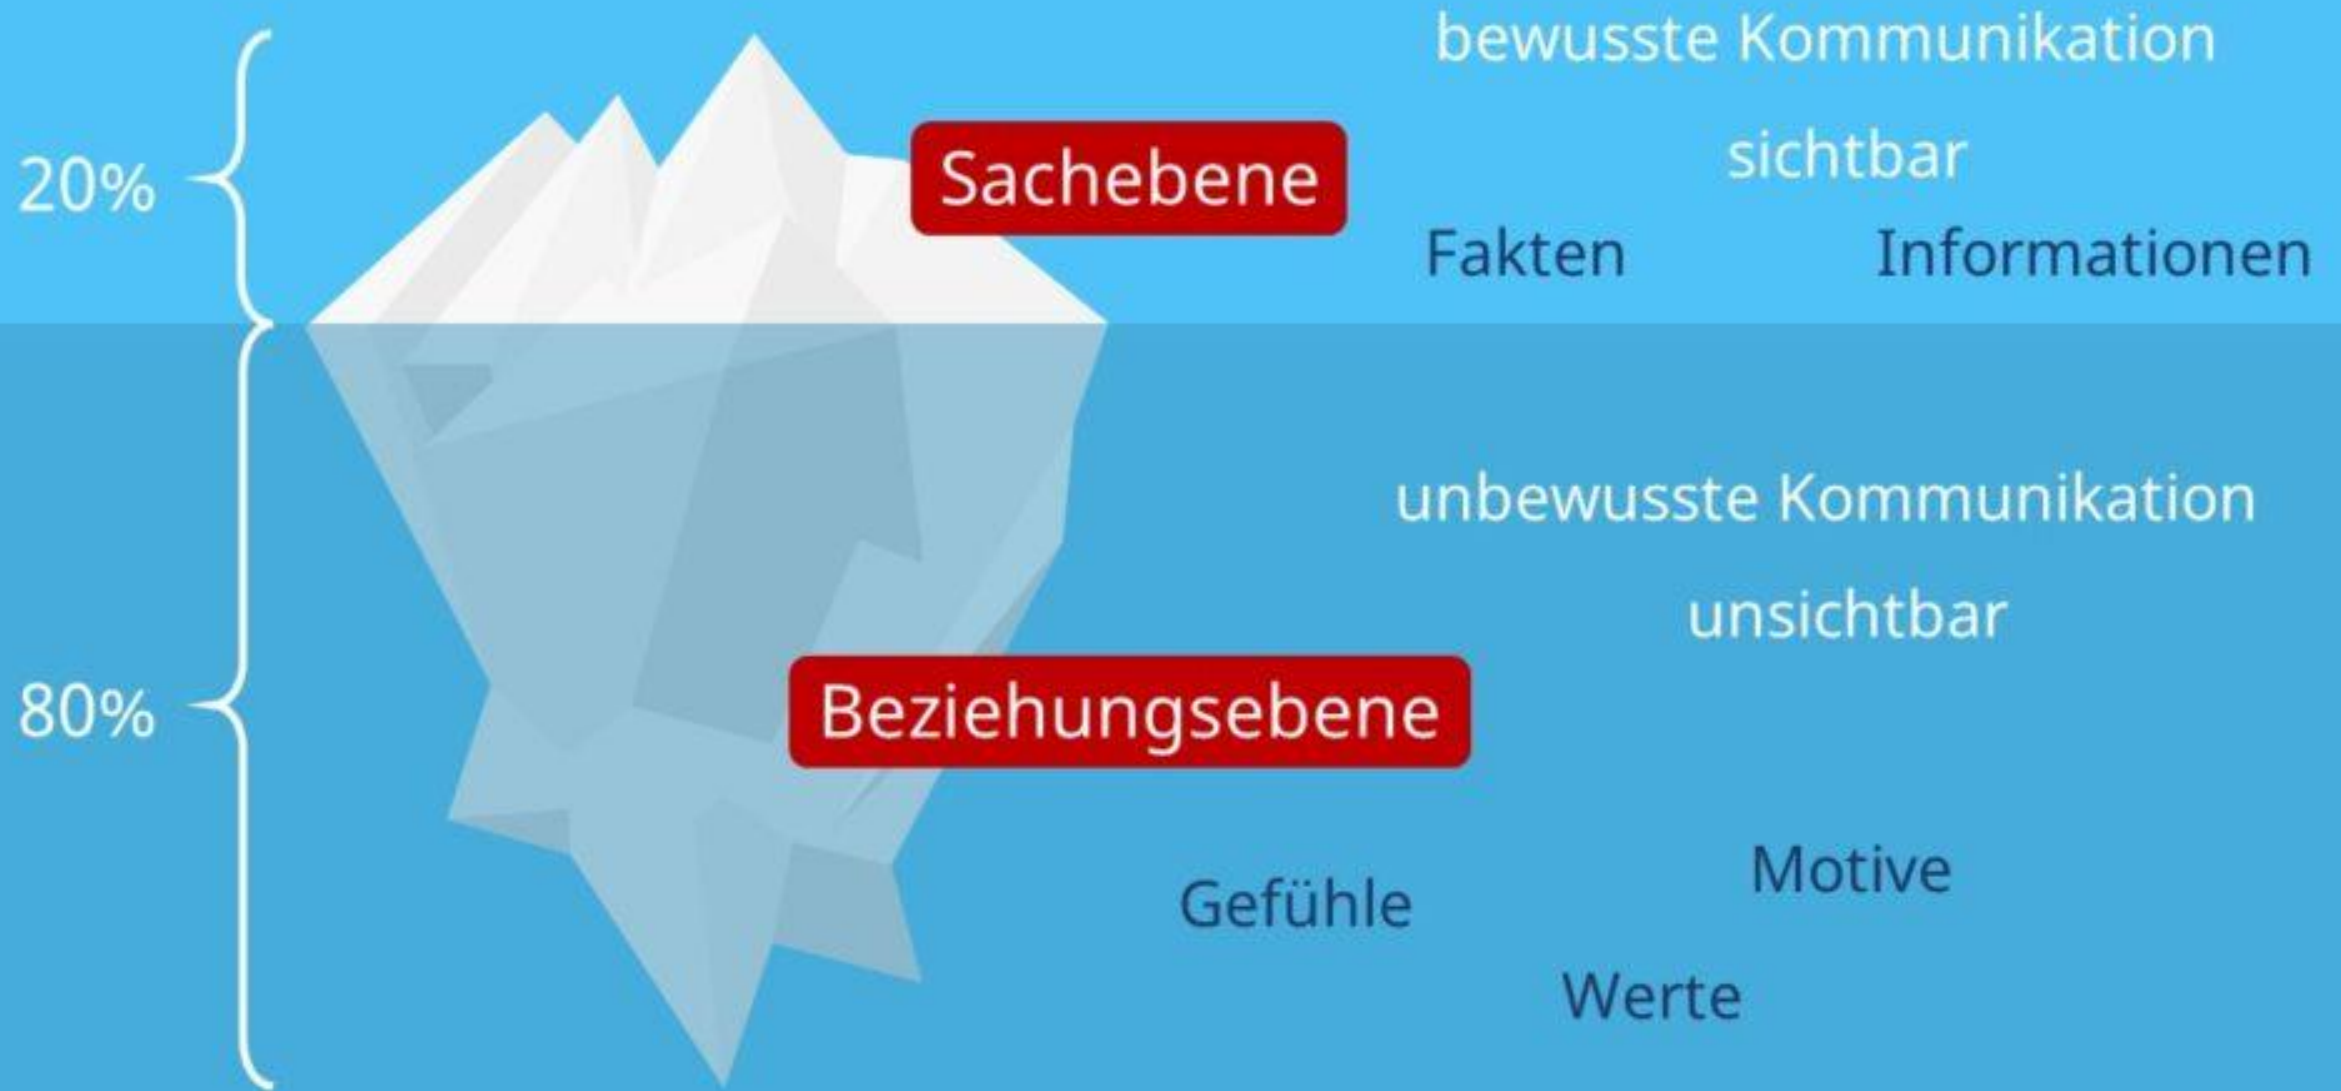 bewusste Kommunikation
20%
Sachebene
sichtbar
Fakten
Informationen
unbewusste Kommunikation
unsichtbar
80%
Beziehungsebene
Gefühle
Motive
Werte